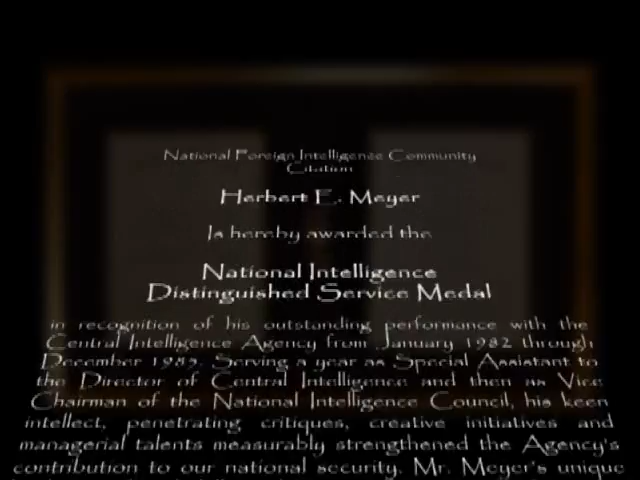 National Foreign Intelligence Community
Citation
Herbert E. Meyer
Is hereby awarded the
National Intelligence
Distinguished Service Medal
in recognition of his outstanding performance with the
Central Intelligence Agency from January 1982 through
December 1985. Serving a year as Special Assistant to
the Director of Central Intelligence and then as Vice
Chairman of the National Intelligence Council, his keen
intellect, penetrating critiques, creative initiatives and
managerial talents measurably strengthened the Agency's
contribution to our national security. Mr. Meyer's unique